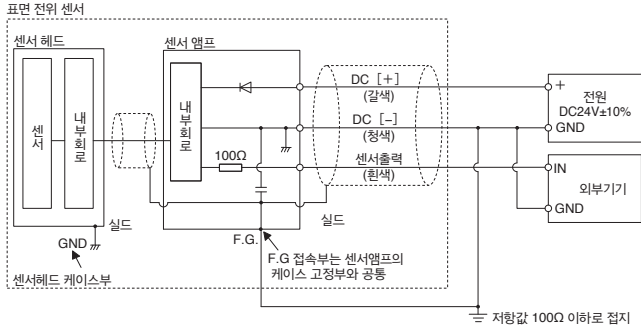 표면 전위 센서
센서 헤드
센서
내부회로
GND
센서헤드 케이스부
실드
센서 앰프
내부회로
100Ω
F.G.
F.G 접속부는 센서앰프의
케이스 고정부와 공통
DC [+]
(갈색)
DC [-]
(청색)
센서출력
(흰색)
실드
+
전원
DC24V±10%
GND
IN
외부기기
GND
저항값 100Ω 이하로 접지